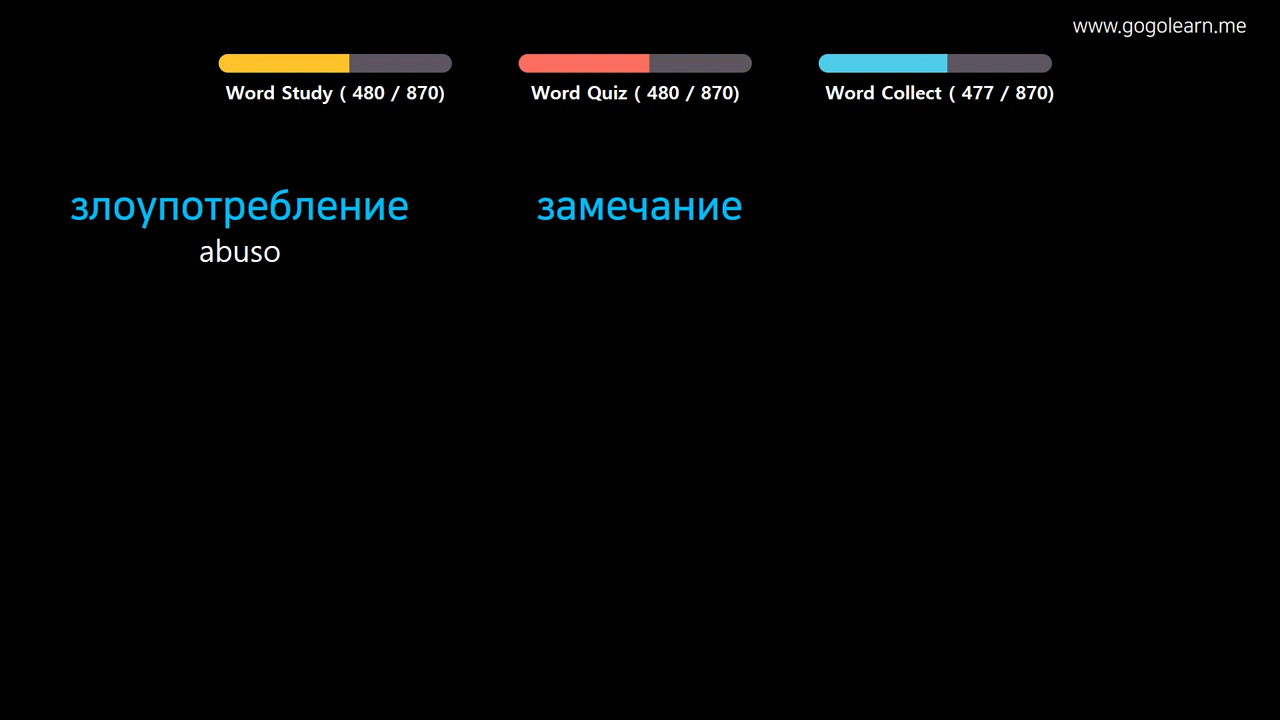 www.gogolearn.me
Word Study ( 480 / 870)
Word Quiz ( 480 / 870)
Word Collect ( 477 / 870)
злоупотребление
abuso
замечание